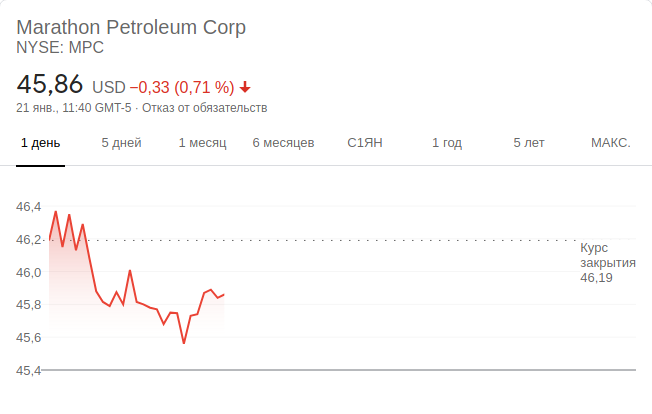 Marathon Petroleum Corp
NYSE: MPC
45,86 USD −0,33 (0,71 %)
21 янв., 11:40 GMT-5 · Отказ от обязательств
1 день 5 дней 1 месяц 6 месяцев С1ЯН 1 год 5 лет МАКС.
46,4
46,2
Курс
закрытия
46,19
46,0
45,8
45,6
45,4